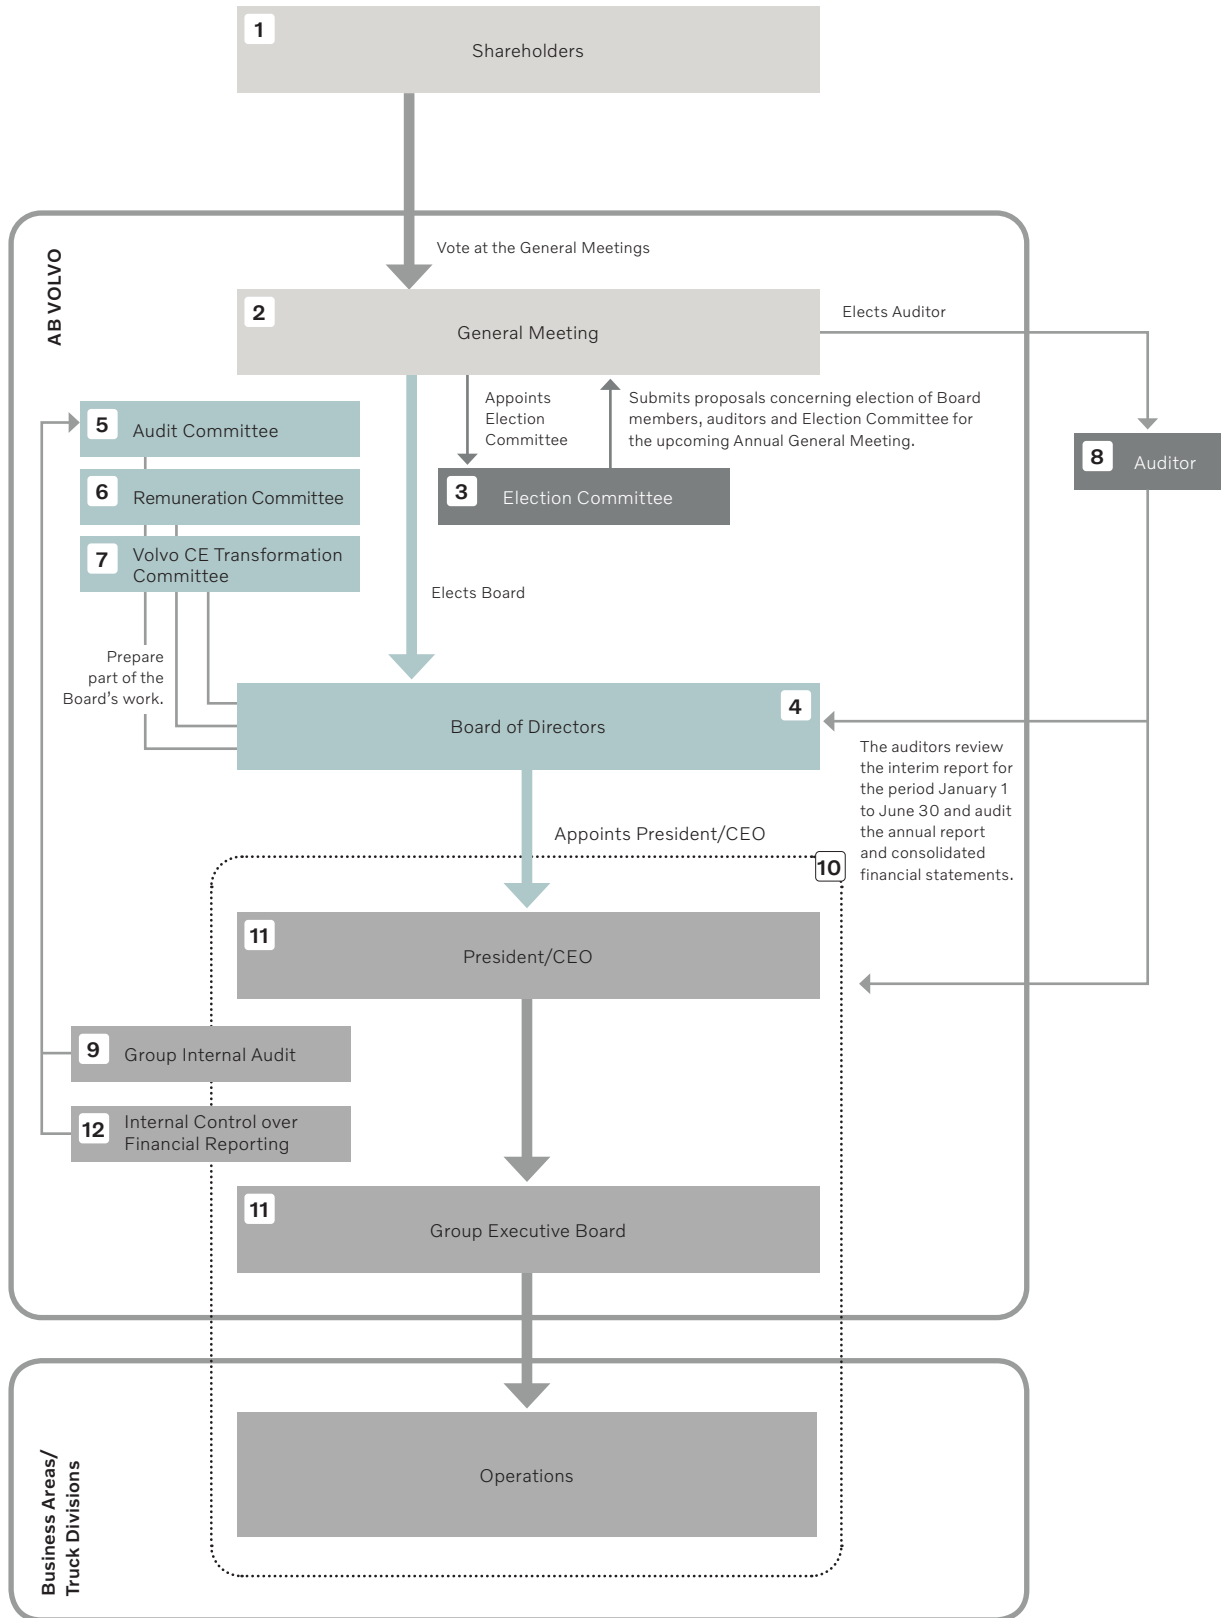 1
Shareholders
AB VOLVO
Vote at the General Meetings
2
General Meeting
Elects Auditor
5
Audit Committee
6
Remuneration Committee
7
Volvo CE Transformation
Committee
Appoints
Election
Committee
Submits proposals concerning election of Board
members, auditors and Election Committee for
the upcoming Annual General Meeting.
3
Election Committee
8
Auditor
Elects Board
Prepare
part of the
Board’s work.
Board of Directors
4
The auditors review
the interim report for
the period January 1
to June 30 and audit
the annual report
and consolidated
financial statements.
Appoints President/CEO
10
11
President/CEO
9
Group Internal Audit
12
Internal Control over
Financial Reporting
11
Group Executive Board
Business Areas/
Truck Divisions
Operations